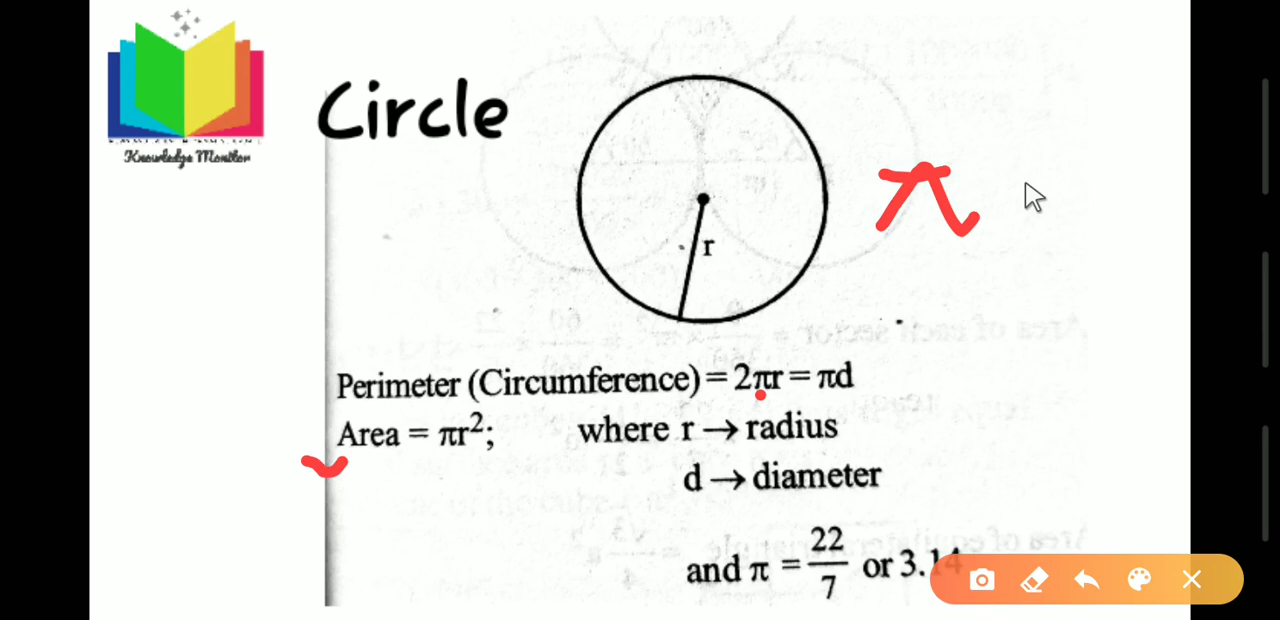 Circle
Knowledge Monitor
π
r
Perimeter (Circumference) = 2πr = πd
Area = πr²; where r → radius
d → diameter
and π = 22/7 or 3.14